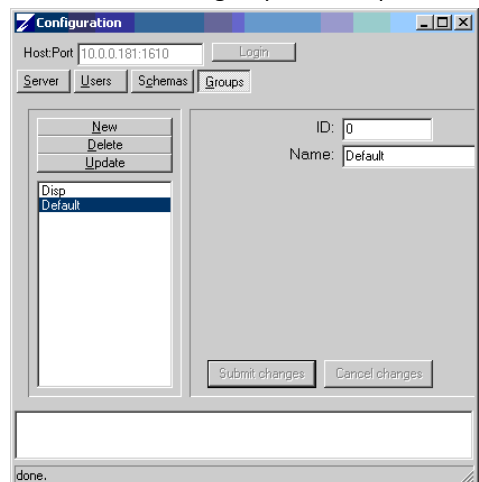 Configuration
Host:Port 10.0.0.181:1610 Login
Server Users Schemas Groups
New
Delete
Update
ID: 0
Name: Default
Disp
Default
Submit changes Cancel changes
done.